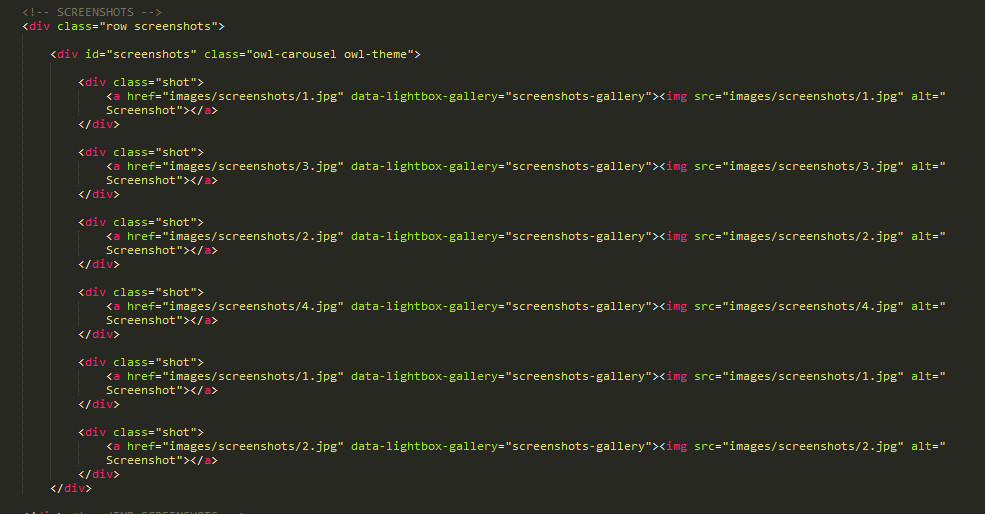 <!-- SCREENSHOTS -->
<div class="row screenshots">
<div id="screenshots" class="owl-carousel owl-theme">
<div class="shot">
<a href="images/screenshots/1.jpg" data-lightbox-gallery="screenshots-gallery"><img src="images/screenshots/1.jpg" alt="
Screenshot"></a>
</div>
<div class="shot">
<a href="images/screenshots/3.jpg" data-lightbox-gallery="screenshots-gallery"><img src="images/screenshots/3.jpg" alt="
Screenshot"></a>
</div>
<div class="shot">
<a href="images/screenshots/2.jpg" data-lightbox-gallery="screenshots-gallery"><img src="images/screenshots/2.jpg" alt="
Screenshot"></a>
</div>
<div class="shot">
<a href="images/screenshots/4.jpg" data-lightbox-gallery="screenshots-gallery"><img src="images/screenshots/4.jpg" alt="
Screenshot"></a>
</div>
<div class="shot">
<a href="images/screenshots/1.jpg" data-lightbox-gallery="screenshots-gallery"><img src="images/screenshots/1.jpg" alt="
Screenshot"></a>
</div>
<div class="shot">
<a href="images/screenshots/2.jpg" data-lightbox-gallery="screenshots-gallery"><img src="images/screenshots/2.jpg" alt="
Screenshot"></a>
</div>
</div>